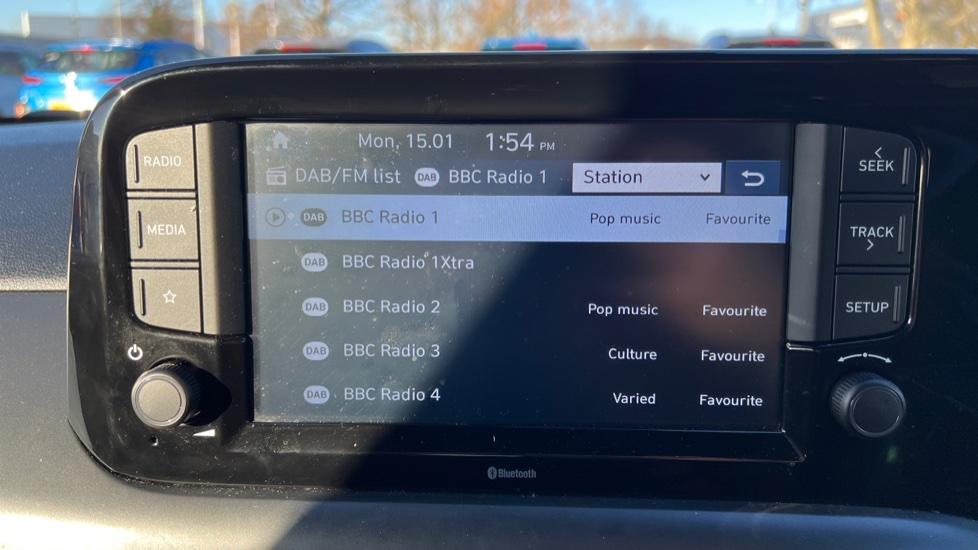 Mon, 15.01 1:54 PM
DAB/FM list DAB BBC Radio 1 Station
DAB BBC Radio 1 Pop music Favourite
DAB BBC Radio 1Xtra
DAB BBC Radio 2 Pop music Favourite
DAB BBC Radio 3 Culture Favourite
DAB BBC Radio 4 Varied Favourite
RADIO
MEDIA
SEEK
TRACK
SETUP
Bluetooth